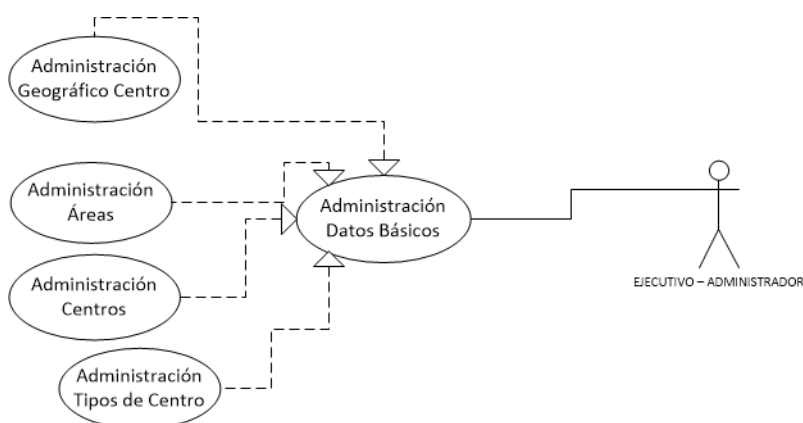 Administración
Geográfico Centro
Administración
Áreas
Administración
Datos Básicos
EJECUTIVO – ADMINISTRADOR
Administración
Centros
Administración
Tipos de Centro